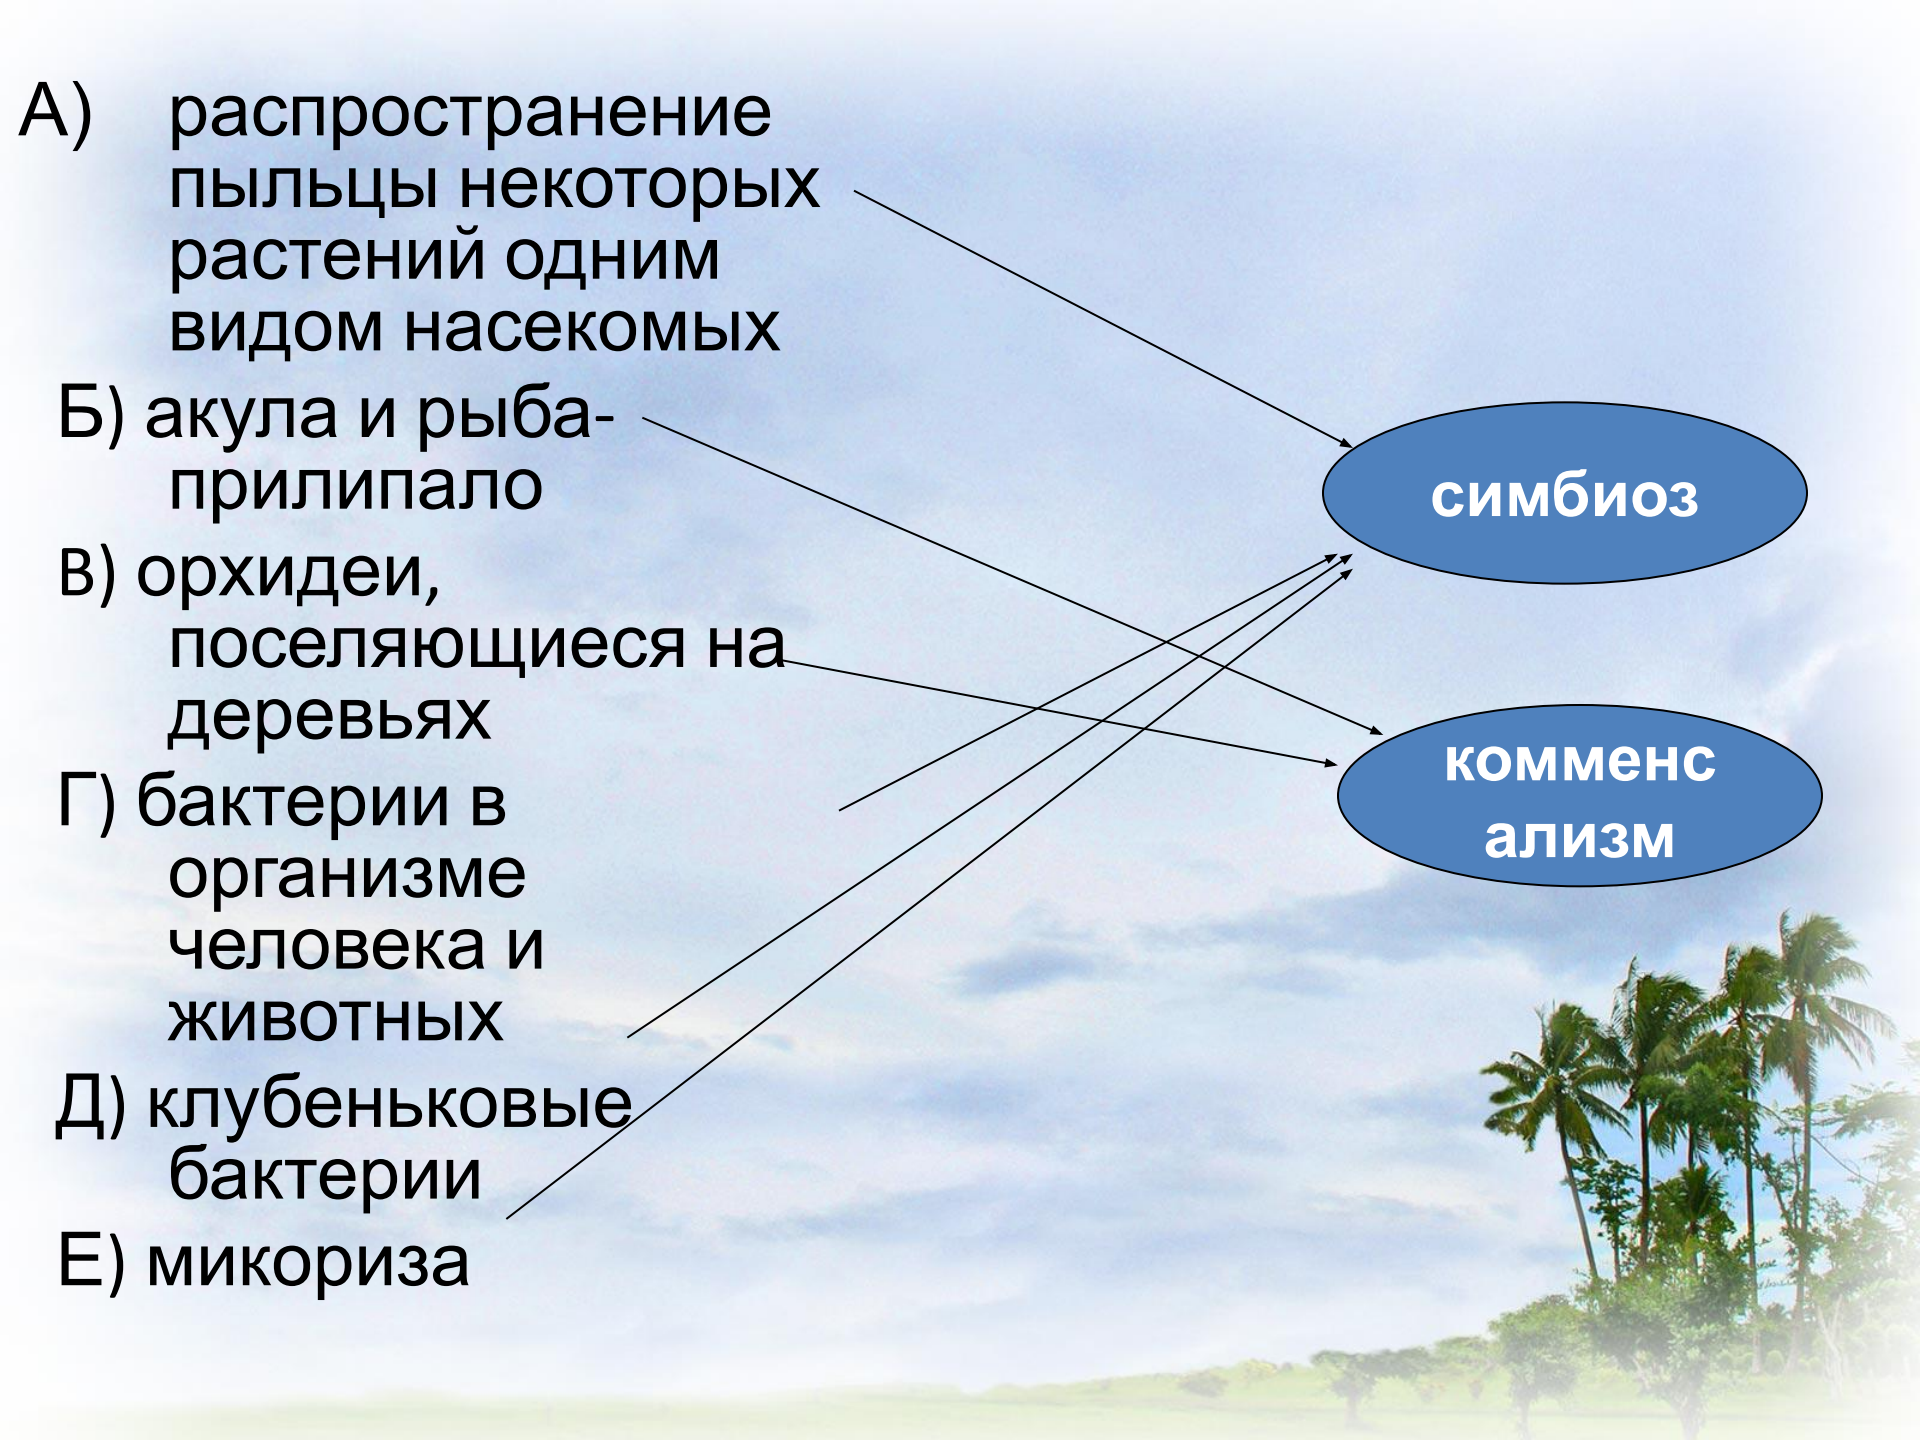 А) распространение
пыльцы некоторых
растений одним
видом насекомых
Б) акула и рыба-
прилипало
В) орхидеи,
поселяющиеся на
деревьях
Г) бактерии в
организме
человека и
животных
Д) клубеньковые
бактерии
Е) микориза
симбиоз
комменс
ализм